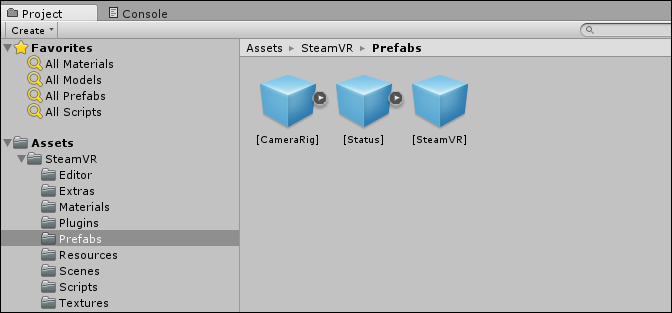 Project
Console
Create
Favorites
All Materials
All Models
All Prefabs
All Scripts
Assets
SteamVR
Editor
Extras
Materials
Plugins
Prefabs
Resources
Scenes
Scripts
Textures
Assets SteamVR Prefabs
[CameraRig] [Status] [SteamVR]